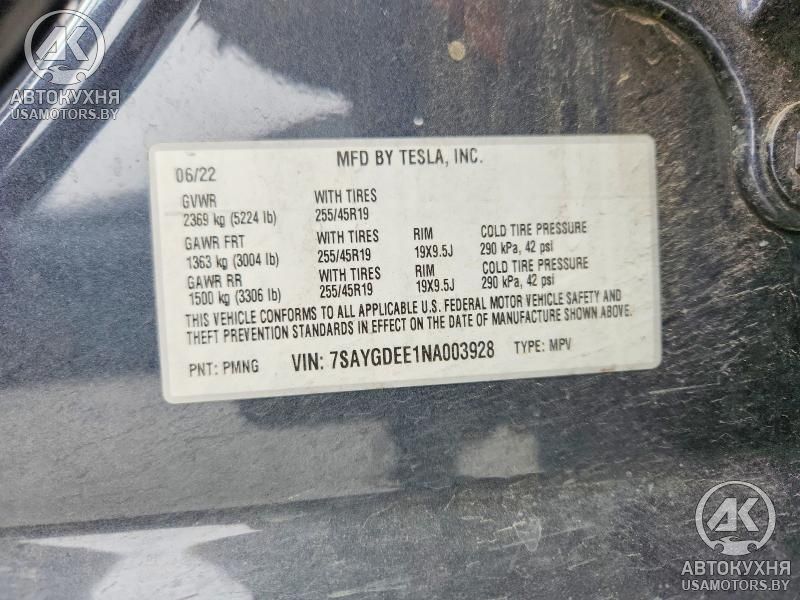 АК
АВТОКУХНЯ
USAMOTORS.BY
MFD BY TESLA, INC.
06/22
GVWR WITH TIRES
2369 kg (5224 lb) 255/45R19
GAWR FRT WITH TIRES RIM COLD TIRE PRESSURE
1363 kg (3004 lb) 255/45R19 19X9.5J 290 kPa, 42 psi
GAWR RR WITH TIRES RIM COLD TIRE PRESSURE
1500 kg (3306 lb) 255/45R19 19X9.5J 290 kPa, 42 psi
THIS VEHICLE CONFORMS TO ALL APPLICABLE U.S. FEDERAL MOTOR VEHICLE SAFETY AND
THEFT PREVENTION STANDARDS IN EFFECT ON THE DATE OF MANUFACTURE SHOWN ABOVE.
PNT: PMNG VIN: 7SAYGDEE1NA003928 TYPE: MPV
АК
АВТОКУХНЯ
USAMOTORS.BY